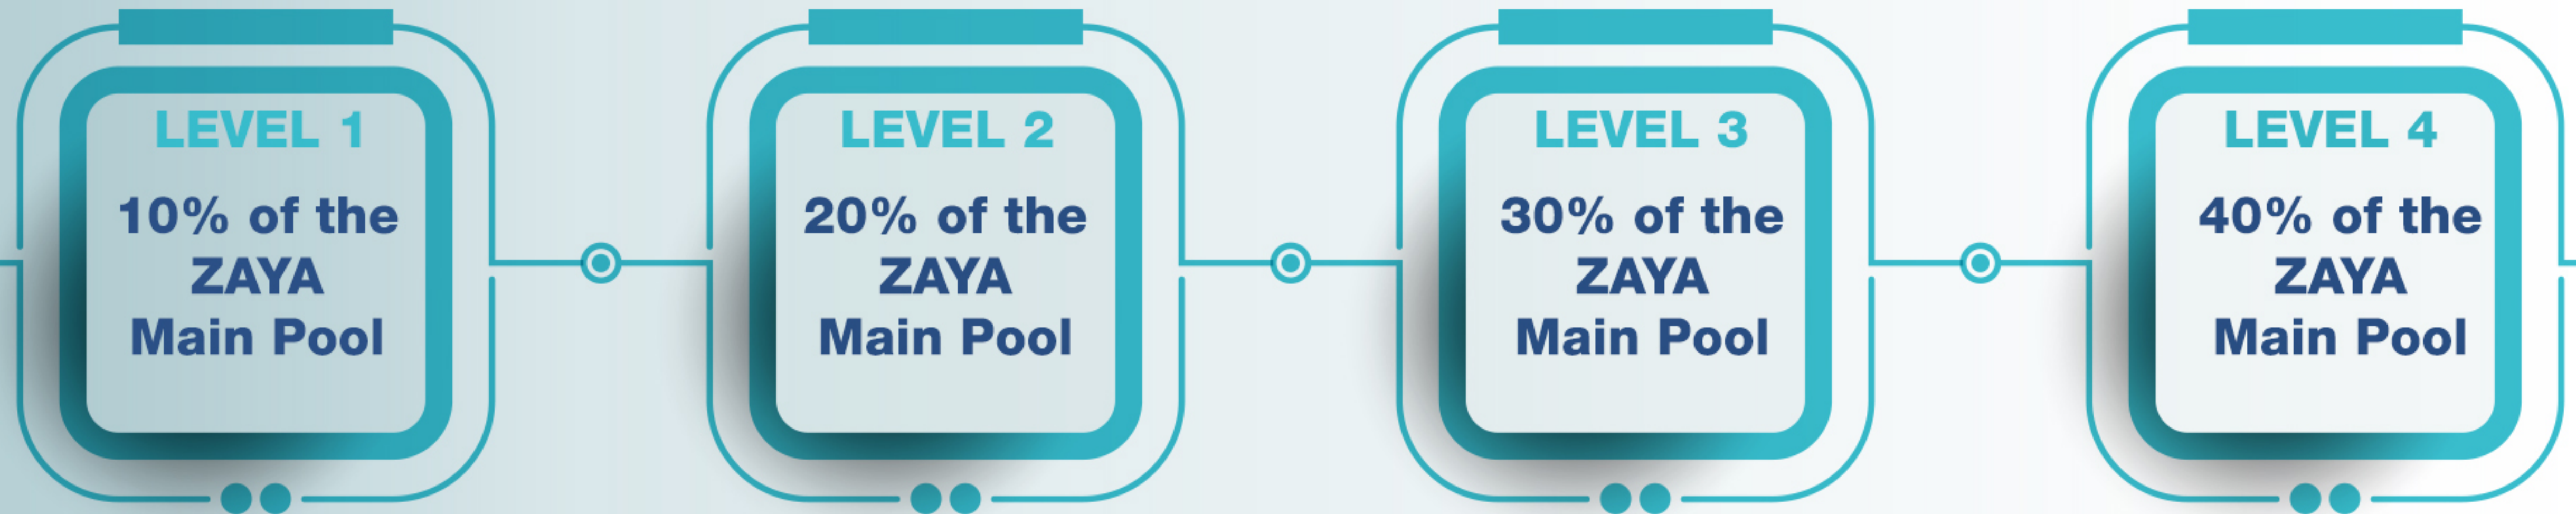 LEVEL 1
10% of the
ZAYA
Main Pool
LEVEL 2
20% of the
ZAYA
Main Pool
LEVEL 3
30% of the
ZAYA
Main Pool
LEVEL 4
40% of the
ZAYA
Main Pool